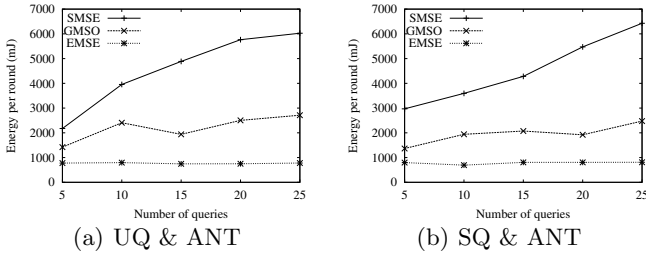 Energy per round (mJ)
7000
6000
5000
4000
3000
2000
1000
0
SMSE
GMSO
EMSE
5 10 15 20 25
Number of queries
(a) UQ & ANT
Energy per round (mJ)
7000
6000
5000
4000
3000
2000
1000
0
SMSE
GMSO
EMSE
5 10 15 20 25
Number of queries
(b) SQ & ANT